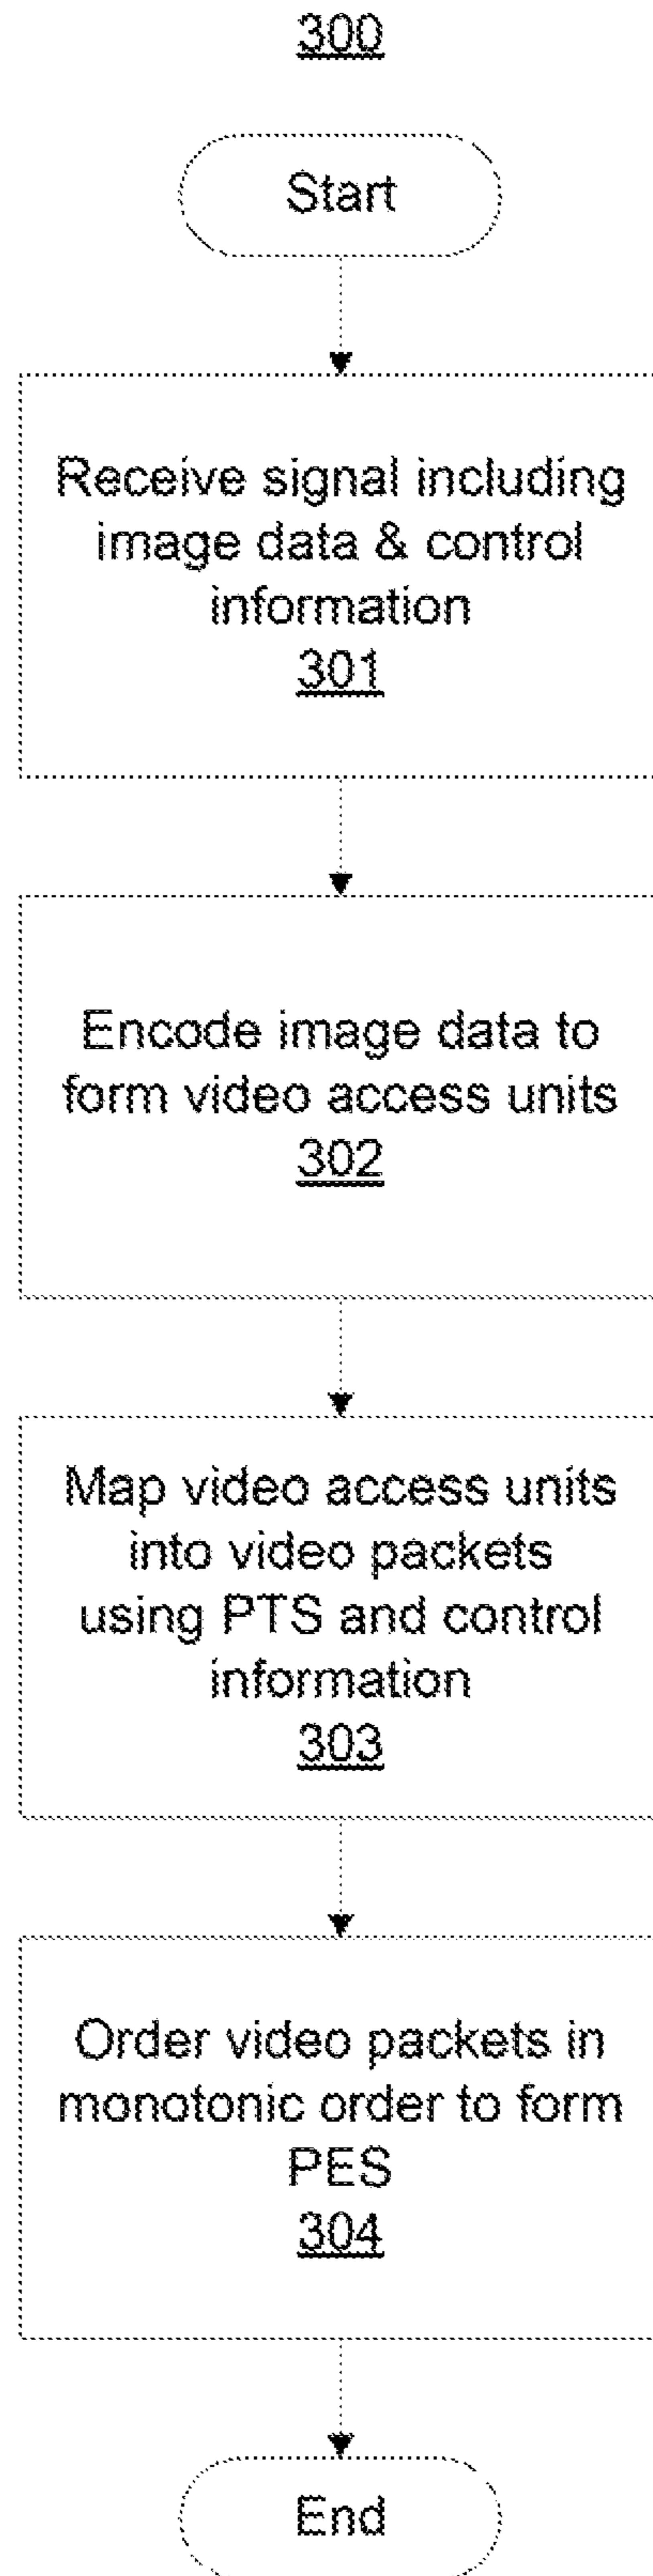 300
Start
Receive signal including
image data & control
information
301
Encode image data to
form video access units
302
Map video access units
into video packets
using PTS and control
information
303
Order video packets in
monotonic order to form
PES
304
End